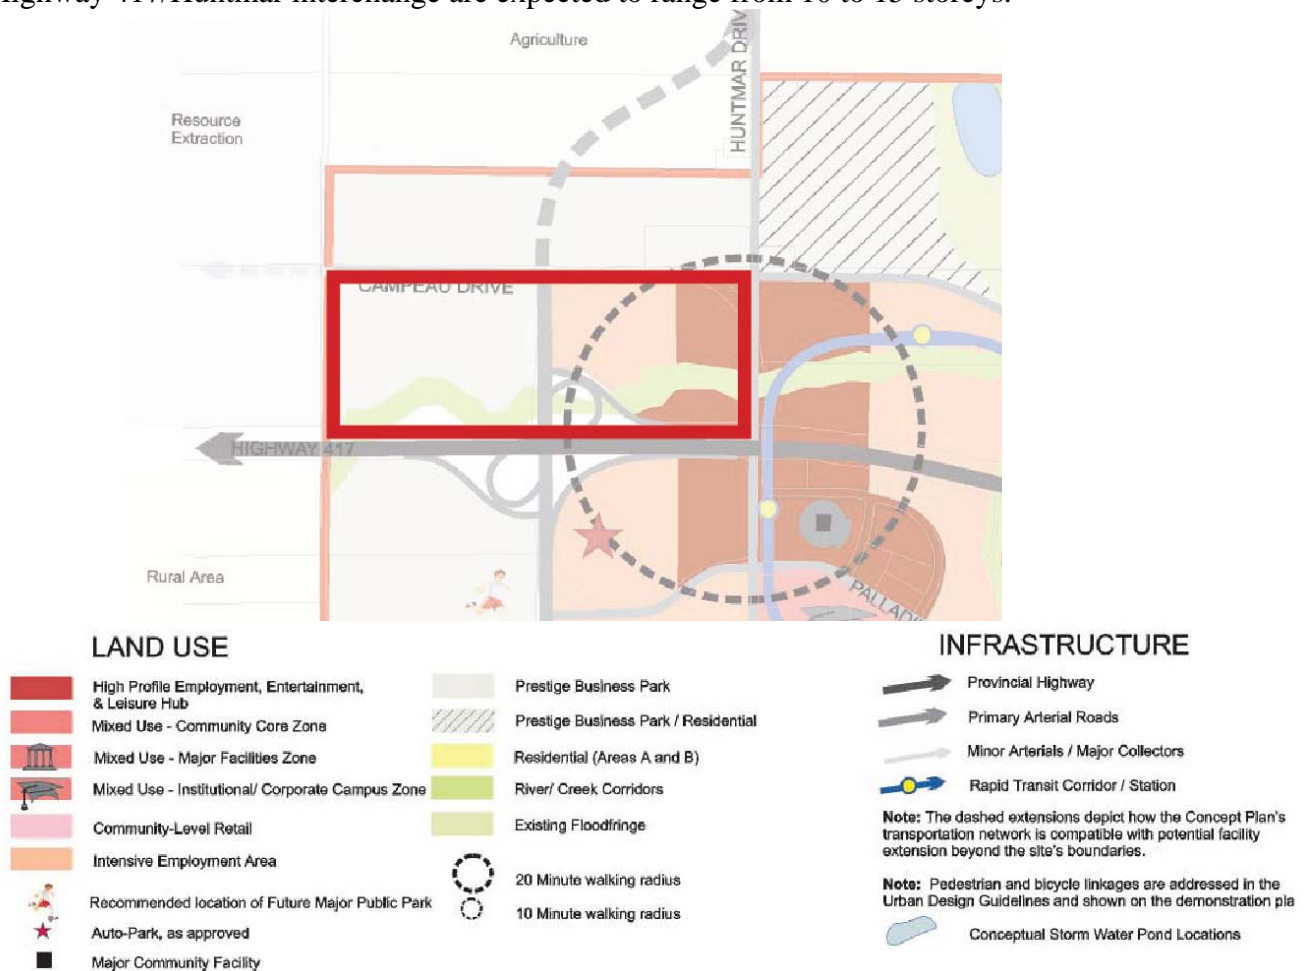 Highway 417/Huntmar interchange are expected to range from 10 to 15 storeys.
Agriculture
HUNTMAR DRIV
Resource
Extraction
CAMPEAU DRIVE
HIGHWAY 417
Rural Area
PALLADI
LAND USE
High Profile Employment, Entertainment,
& Leisure Hub
Mixed Use - Community Core Zone
Mixed Use - Major Facilities Zone
Mixed Use - Institutional/ Corporate Campus Zone
Community-Level Retail
Intensive Employment Area
Recommended location of Future Major Public Park
Auto-Park, as approved
Major Community Facility
Prestige Business Park
Prestige Business Park / Residential
Residential (Areas A and B)
River/ Creek Corridors
Existing Floodfringe
20 Minute walking radius
10 Minute walking radius
INFRASTRUCTURE
Provincial Highway
Primary Arterial Roads
Minor Arterials / Major Collectors
Rapid Transit Corridor / Station
Note: The dashed extensions depict how the Concept Plan's
transportation network is compatible with potential facility
extension beyond the site's boundaries.
Note: Pedestrian and bicycle linkages are addressed in the
Urban Design Guidelines and shown on the demonstration pla
Conceptual Storm Water Pond Locations